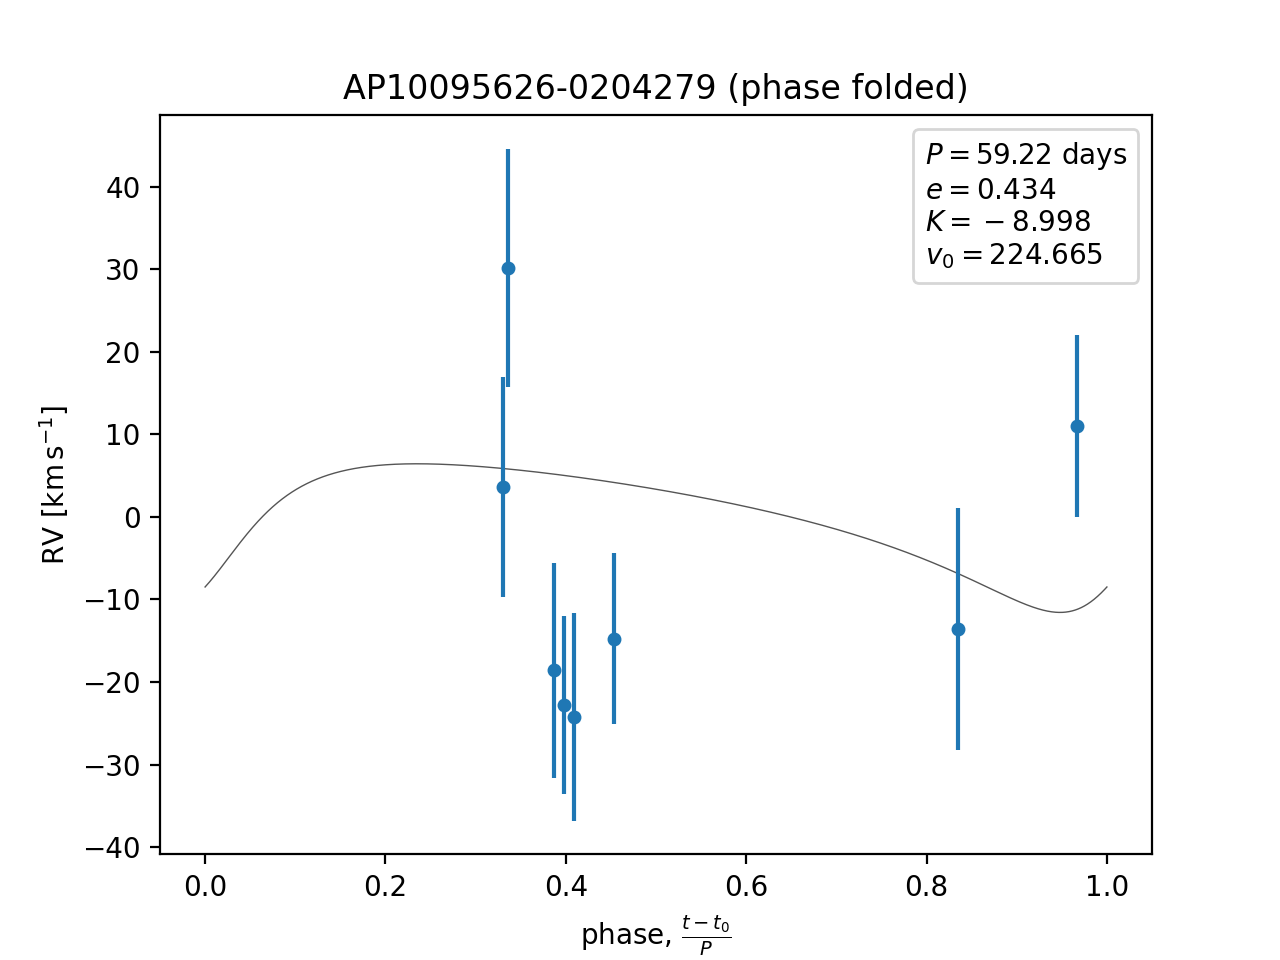 AP10095626-0204279 (phase folded)
P = 59.22 days
e = 0.434
K = −8.998
v₀ = 224.665
RV [km s⁻¹]
40
30
20
10
0
−10
−20
−30
−40
0.0 0.2 0.4 0.6 0.8 1.0
phase, (t − t₀)/P